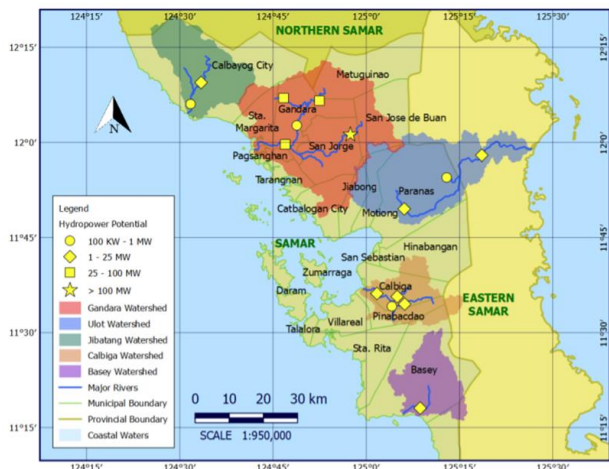 124°15' 124°30' 124°45' 125°0' 125°15' 125°30'
12°15' 12°15'
12°0' 12°0'
11°45' 11°45'
11°30' 11°30'
11°15' 11°15'
NORTHERN SAMAR
Calbayog City
Matuguinao
Gandara
Sta.
Margarita
San Jose de Buan
San Jorge
Pagsanghan
Tarangnan
Jiabong
Paranas
Catbalogan City
Motiong
SAMAR
Hinabangan
San Sebastian
Zumarraga
Calbiga
Daram
EASTERN
SAMAR
Pinabacdao
Villareal
Talalora
Sta. Rita
Basey
N
Legend
Hydropower Potential
100 KW - 1 MW
1 - 25 MW
25 - 100 MW
> 100 MW
Gandara Watershed
Ulot Watershed
Jibatang Watershed
Calbiga Watershed
Basey Watershed
Major Rivers
Municipal Boundary
Provincial Boundary
Coastal Waters
0 10 20 30 km
SCALE 1:950,000
124°15' 124°30' 124°45' 125°0' 125°15' 125°30'